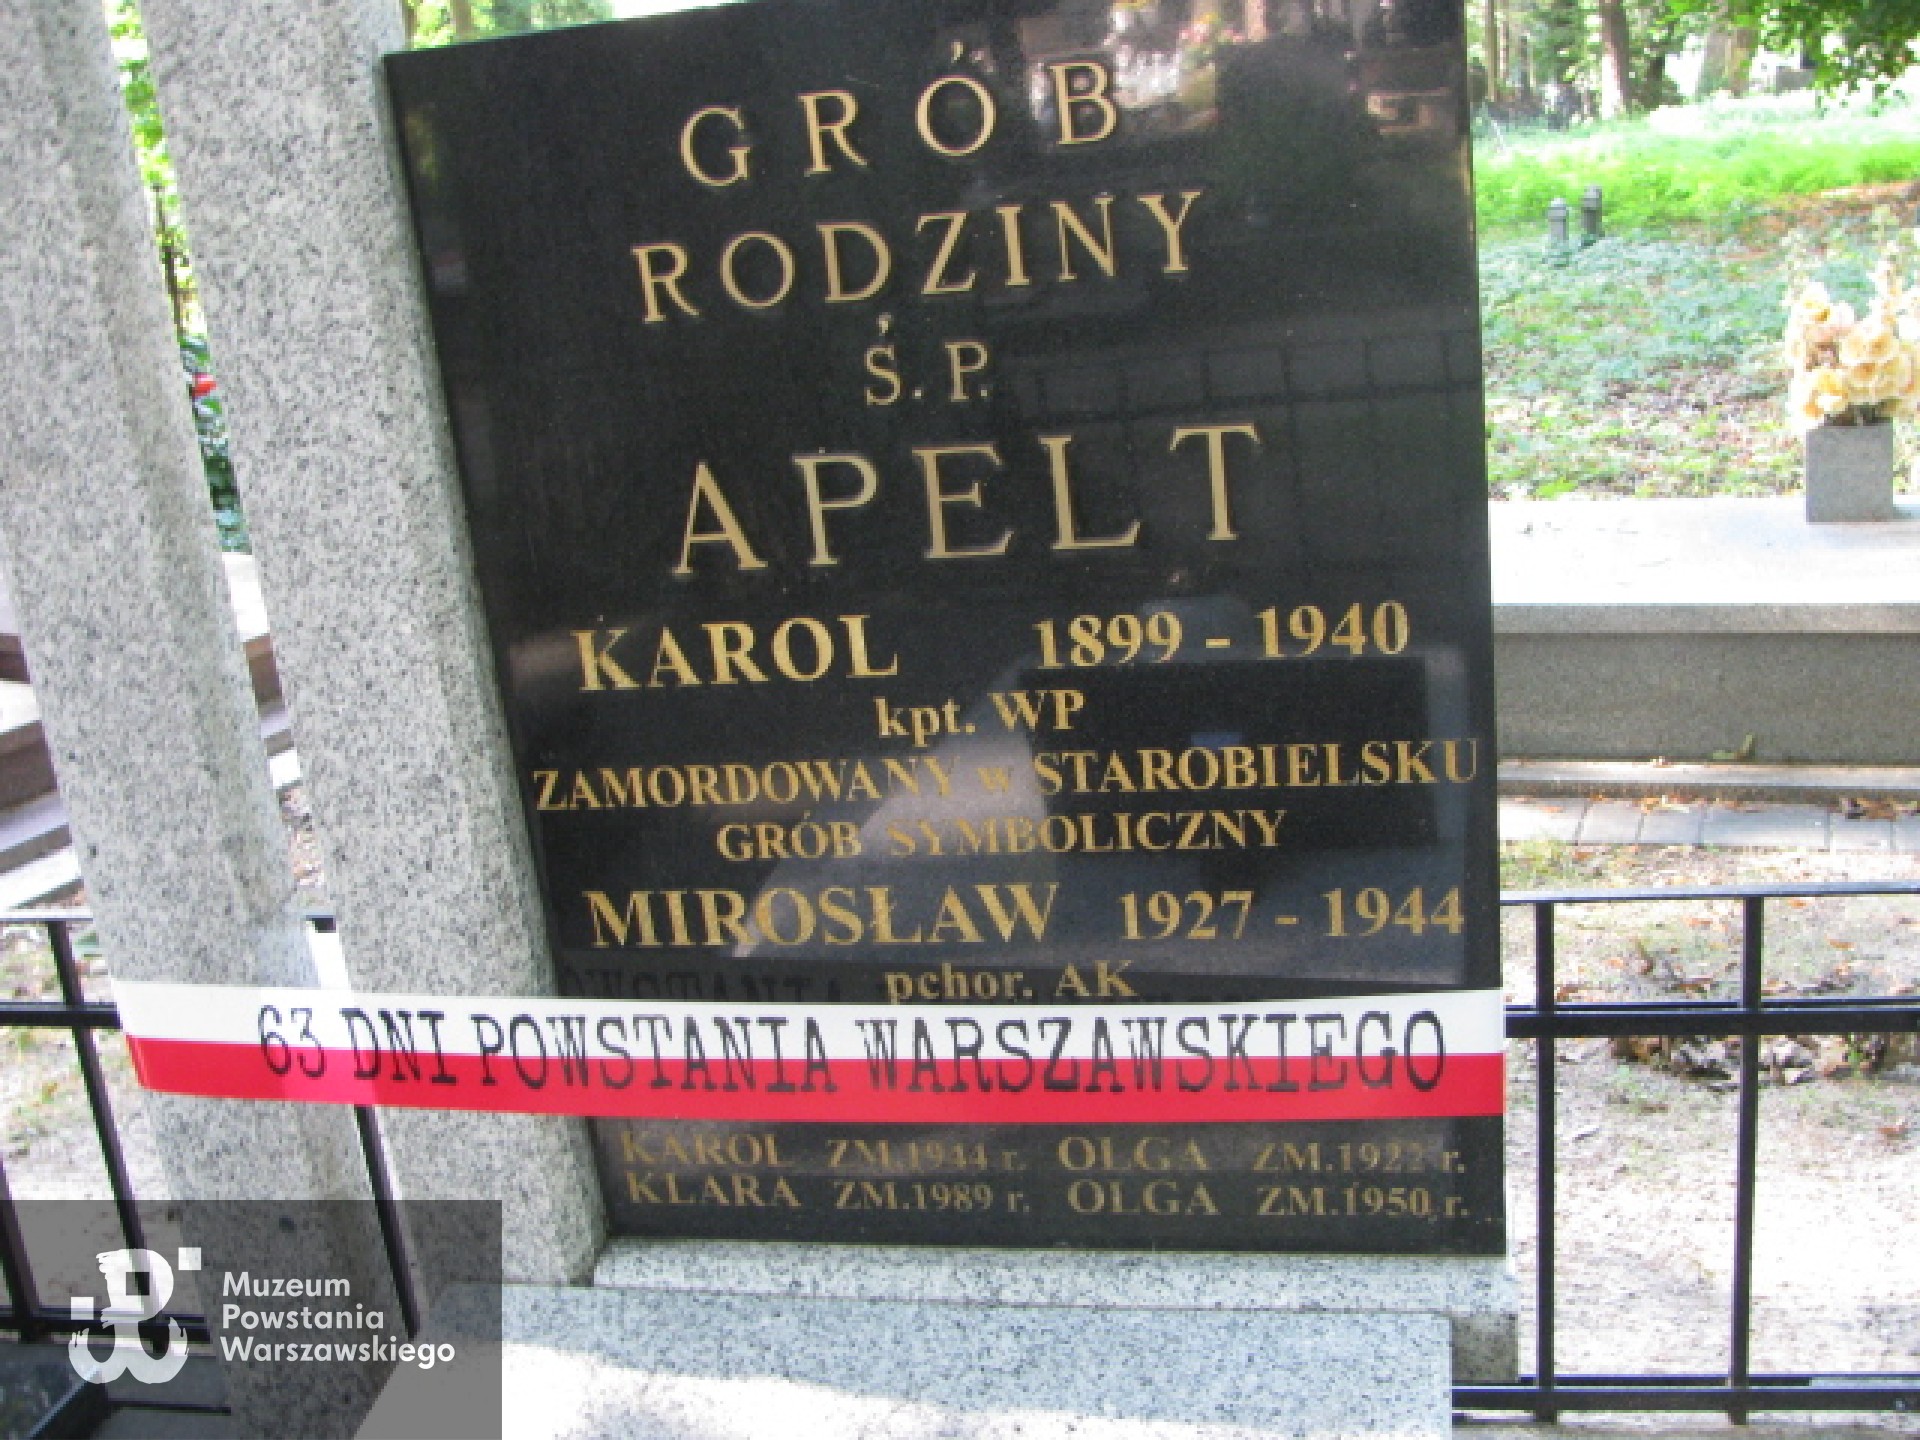 GRÓB
RODZINY
Ś.P.
APELT
KAROL 1899 - 1940
kpt. WP
ZAMORDOWANY w STAROBIELSKU
GRÓB SYMBOLICZNY
MIROSŁAW 1927 - 1944
pchor. AK
63 DNI POWSTANIA WARSZAWSKIEGO
KAROL ZM.1944 r. OLGA ZM.1922 r.
KLARA ZM.1989 r. OLGA ZM.1950 r.
Muzeum
Powstania
Warszawskiego